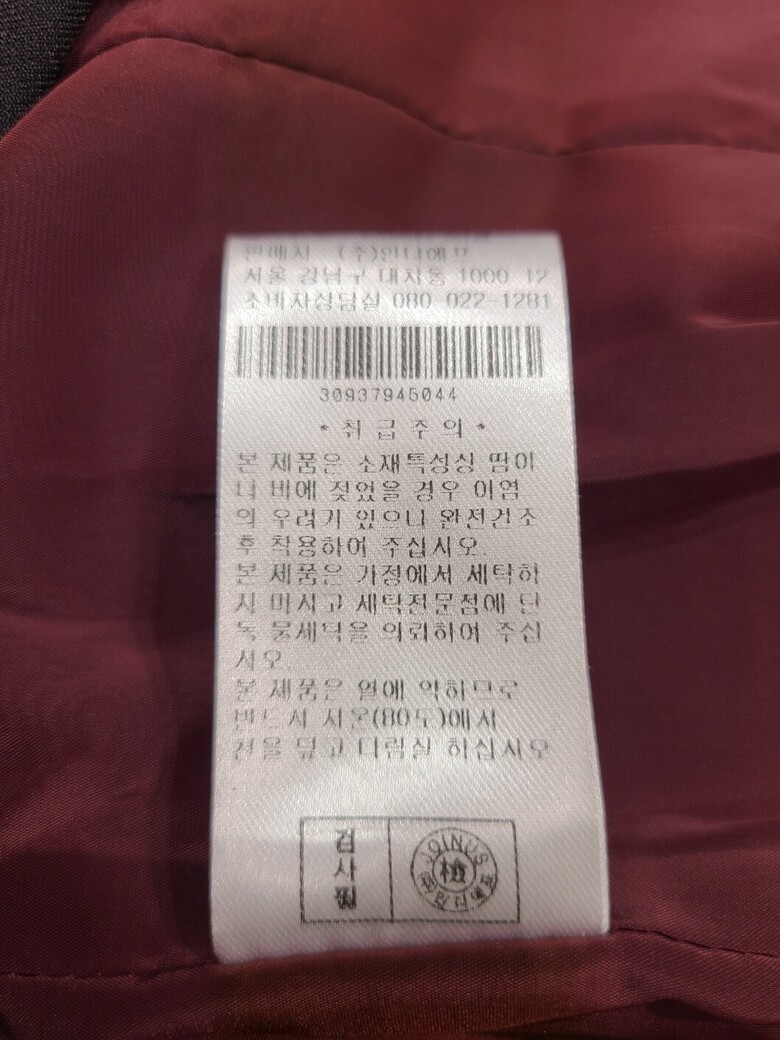 판매처 (주)인디에프
서울 강남구 대치동 1000-12
소비자상담실 080-022-1281
30937945044
*취급주의*
본 제품은 소재특성상 땀이
나 비에 젖었을 경우 이염
의 우려가 있으니 완전건조
후 착용하여 주십시오.
본 제품은 가정에서 세탁하
지 마시고 세탁전문점에 단
독 물세탁을 의뢰하여 주십
시오.
본 제품은 열에 약하므로
반드시 저온(80도)에서
천을 덮고 다림질 하십시오
검사필
JOINUS
檢
㈜인디에프